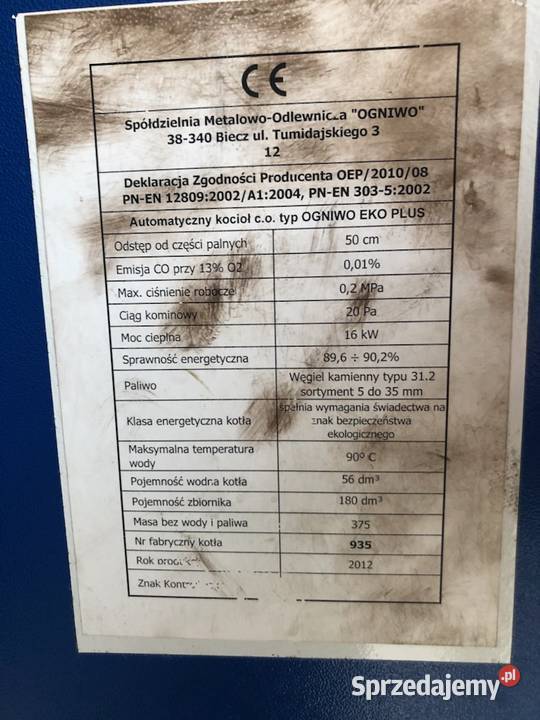 CE
Spółdzielnia Metalowo-Odlewnicza "OGNIWO"
38-340 Biecz ul. Tumidajskiego 3
12
Deklaracja Zgodności Producenta OEP/2010/08
PN-EN 12809:2002/A1:2004, PN-EN 303-5:2002
Automatyczny kocioł c.o. typ OGNIWO EKO PLUS
Odstęp od części palnych 50 cm
Emisja CO przy 13% O2 0,01%
Max. ciśnienie robocze 0,2 MPa
Ciąg kominowy 20 Pa
Moc cieplna 16 kW
Sprawność energetyczna 89,6 ÷ 90,2%
Paliwo Węgiel kamienny typu 31.2
sortyment 5 do 35 mm
Klasa energetyczna kotła spełnia wymagania świadectwa na
znak bezpieczeństwa
ekologicznego
Maksymalna temperatura
wody 90º C
Pojemność wodna kotła 56 dm³
Pojemność zbiornika 180 dm³
Masa bez wody i paliwa 375
Nr fabryczny kotła 935
Rok 2012
Znak
Sprzedajemy.pl